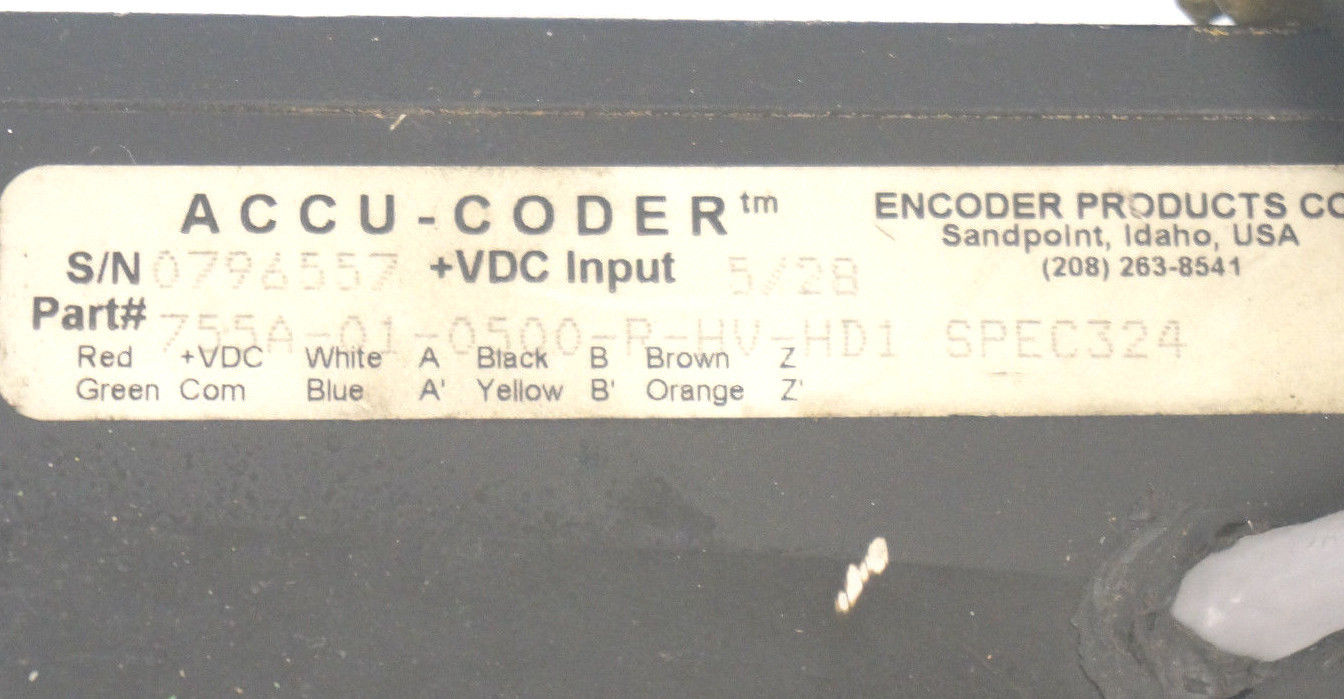 ACCU-CODER tm
ENCODER PRODUCTS CO
Sandpoint, Idaho, USA
(208) 263-8541
S/N 0796557 +VDC Input 5/28
Part# 755A-01-0500-R-HV-HD1 SPEC324
Red +VDC White A Black B Brown Z
Green Com Blue A' Yellow B' Orange Z'